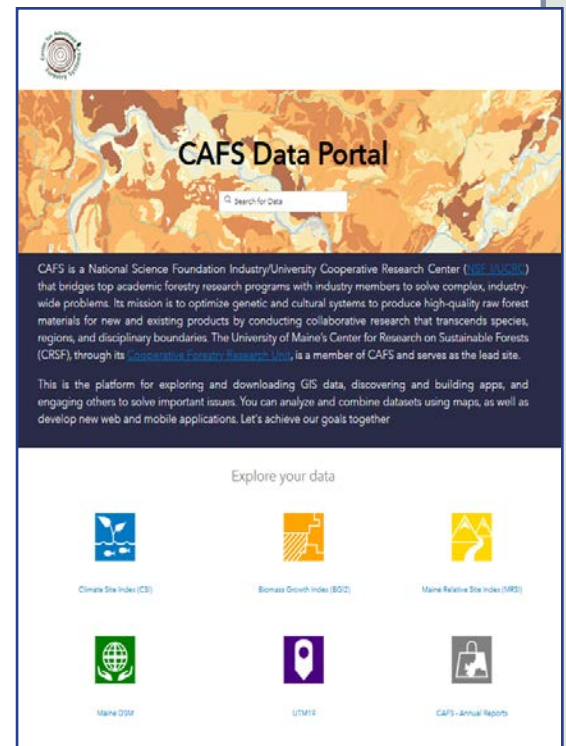 Center for Advanced
Forestry Systems
CAFS Data Portal
Search for Data
CAFS is a National Science Foundation Industry/University Cooperative Research Center (NSF I/UCRC)
that bridges top academic forestry research programs with industry members to solve complex, industry-
wide problems. Its mission is to optimize genetic and cultural systems to produce high-quality raw forest
materials for new and existing products by conducting collaborative research that transcends species,
regions, and disciplinary boundaries. The University of Maine's Center for Research on Sustainable Forests
(CRSF), through its Cooperative Forestry Research Unit, is a member of CAFS and serves as the lead site.
This is the platform for exploring and downloading GIS data, discovering and building apps, and
engaging others to solve important issues. You can analyze and combine datasets using maps, as well as
develop new web and mobile applications. Let's achieve our goals together
Explore your data
Climate Site Index (CSI)
Biomass Growth Index (BGI2)
Maine Relative Site Index (MRSI)
Maine DSM
UTM19
CAFS - Annual Reports